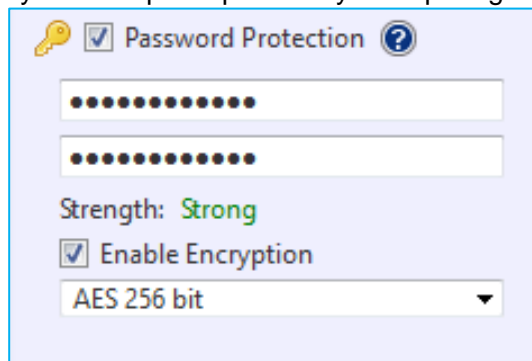 Password Protection ?
●●●●●●●●●●●●
●●●●●●●●●●●●
Strength: Strong
Enable Encryption
AES 256 bit